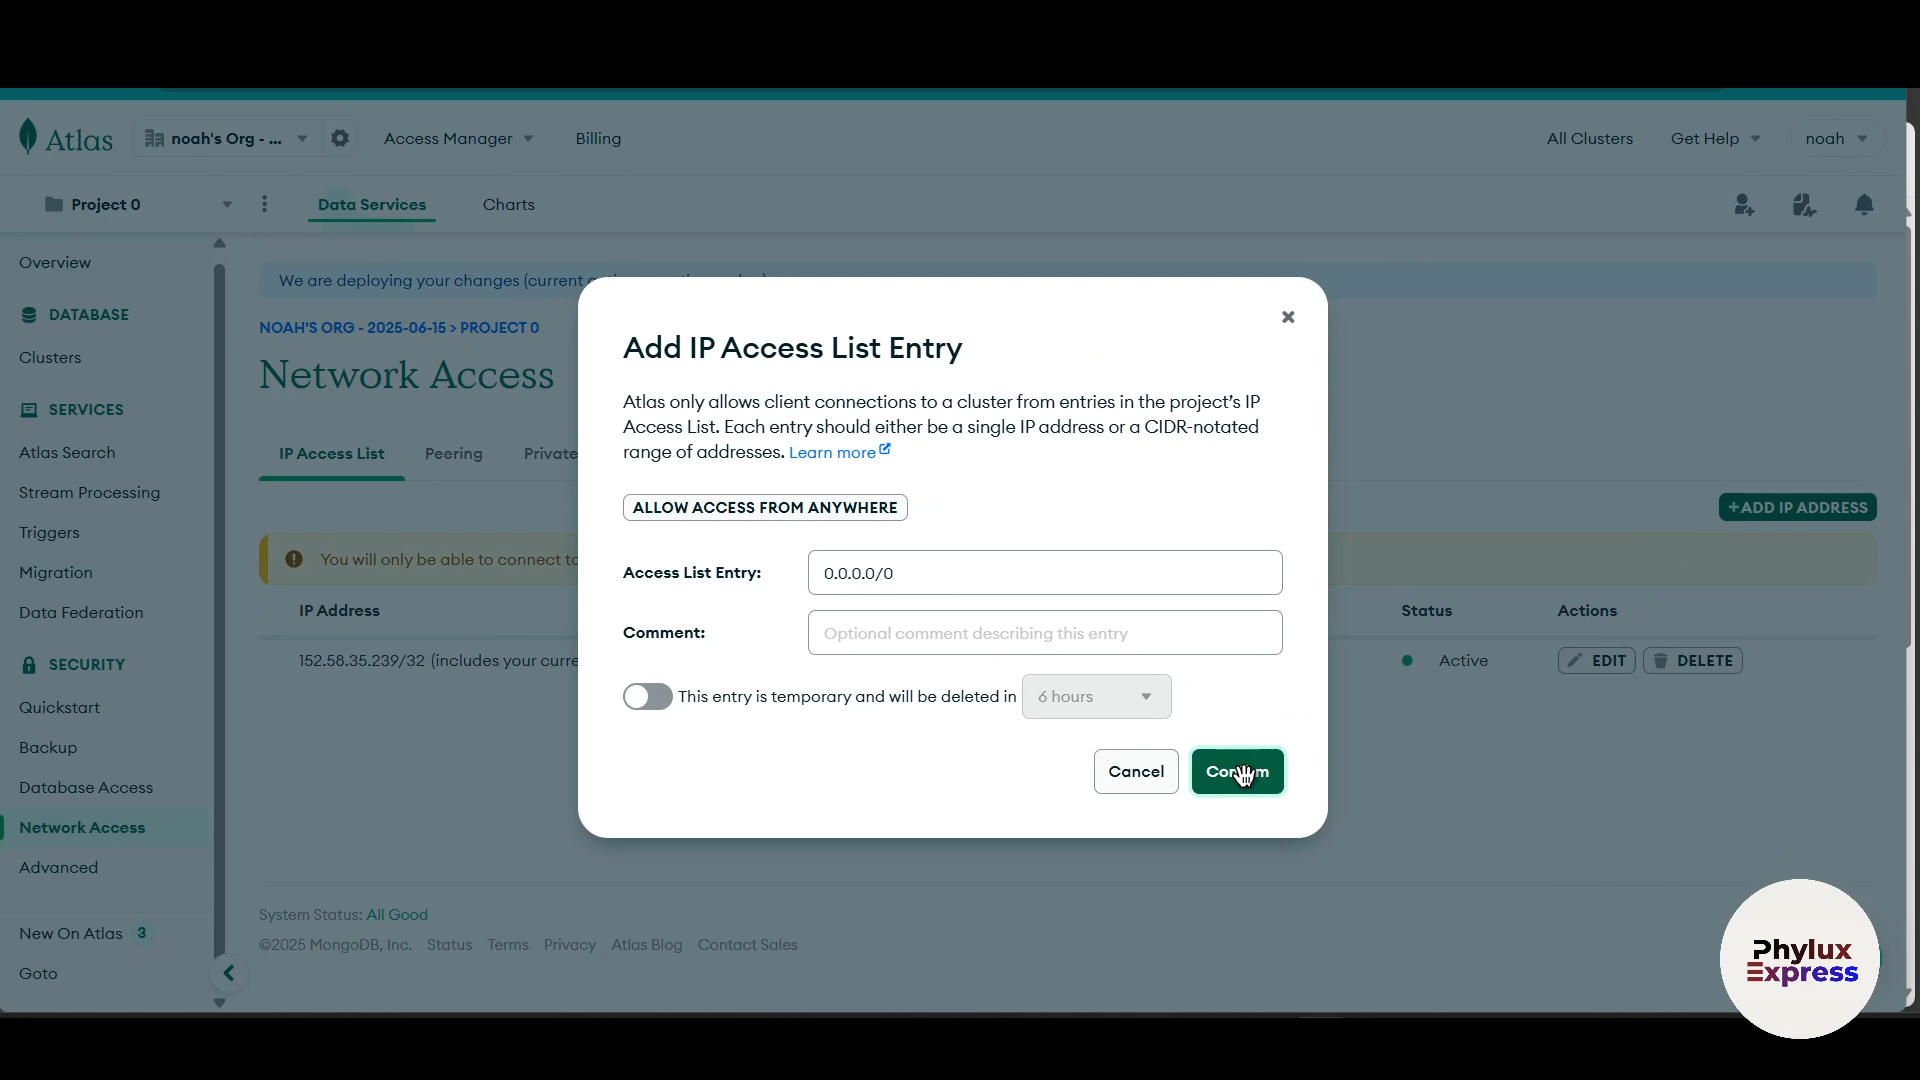 Atlas
noah's Org - ...
Access Manager
Billing
All Clusters
Get Help
noah
Project 0
Data Services
Charts
Overview
DATABASE
Clusters
SERVICES
Atlas Search
Stream Processing
Triggers
Migration
Data Federation
SECURITY
Quickstart
Backup
Database Access
Network Access
Advanced
New On Atlas 3
Goto
We are deploying your changes (current
NOAH'S ORG - 2025-06-15 > PROJECT 0
Network Access
IP Access List
Peering
Private
+ ADD IP ADDRESS
You will only be able to connect to
IP Address
Status
Actions
152.58.35.239/32 (includes your curre
Active
EDIT
DELETE
Add IP Access List Entry
Atlas only allows client connections to a cluster from entries in the project's IP
Access List. Each entry should either be a single IP address or a CIDR-notated
range of addresses. Learn more
ALLOW ACCESS FROM ANYWHERE
Access List Entry:
0.0.0.0/0
Comment:
Optional comment describing this entry
This entry is temporary and will be deleted in
6 hours
Cancel
System Status: All Good
©2025 MongoDB, Inc.
Status
Terms
Privacy
Atlas Blog
Contact Sales
Phylux
Express